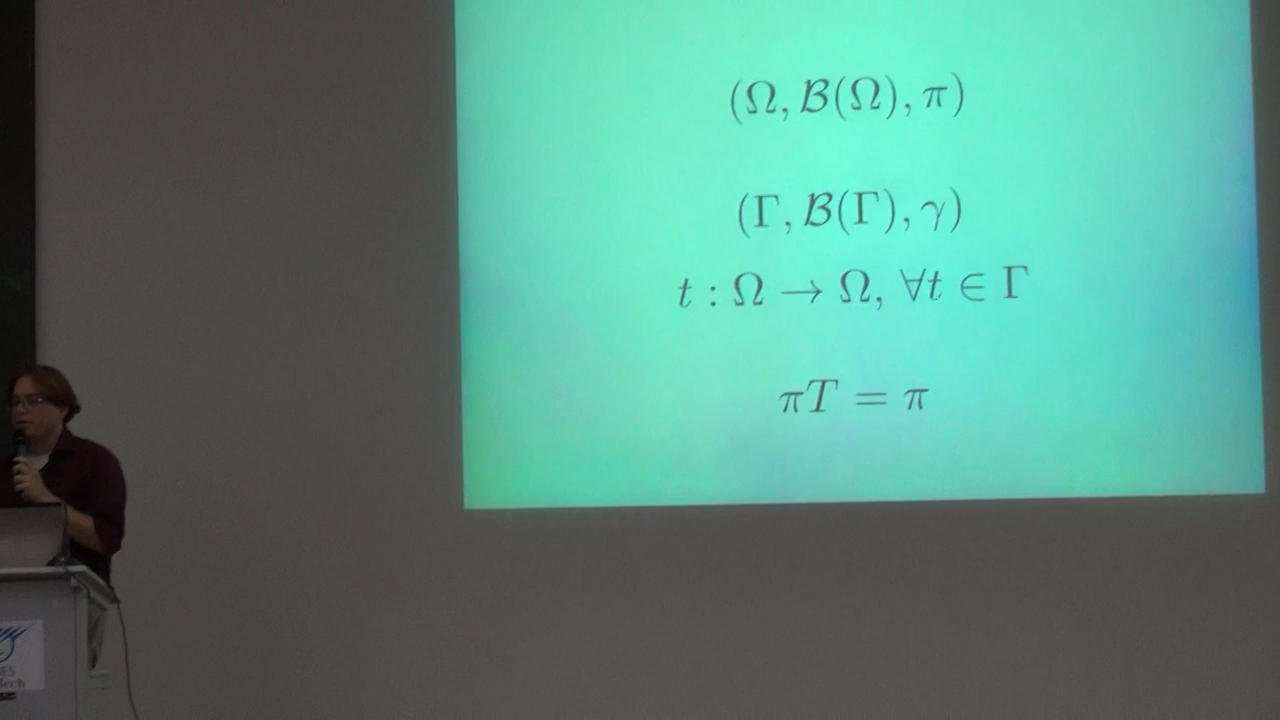 (Ω, ℬ(Ω), π)
(Γ, ℬ(Γ), γ)
t : Ω → Ω, ∀t ∈ Γ
πT = π